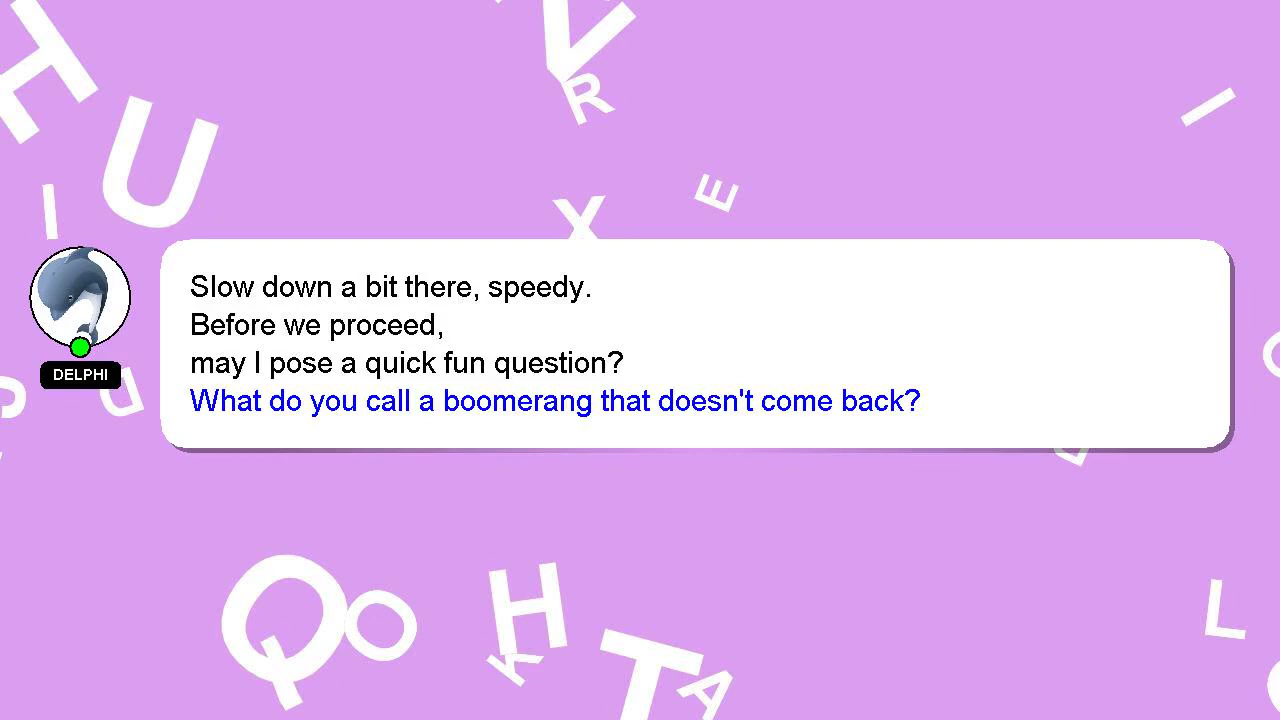 Slow down a bit there, speedy.
Before we proceed,
may I pose a quick fun question?
What do you call a boomerang that doesn't come back?
DELPHI
H
U
I
V
R
E
X
I
D
Q
O
H
K
T
A
L